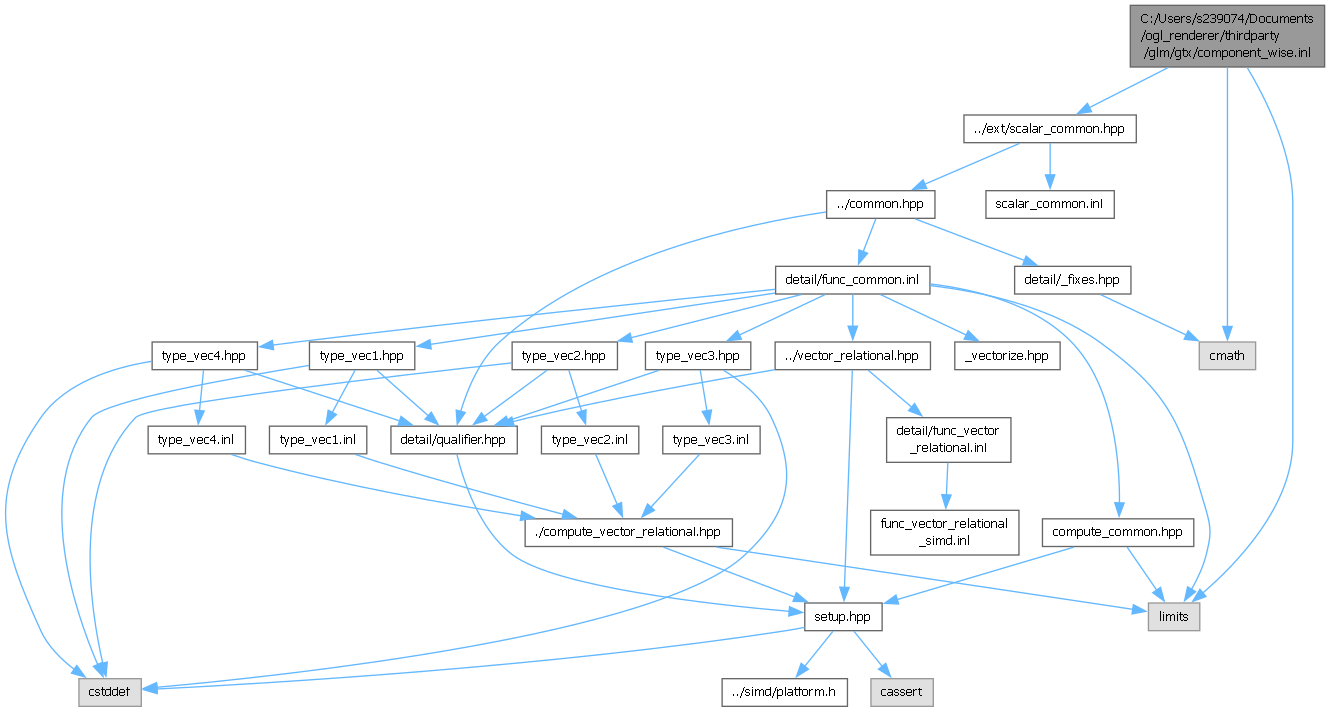 C:/Users/s239074/Documents
/ogl_renderer/thirdparty
/glm/gtx/component_wise.inl
../ext/scalar_common.hpp
../common.hpp
scalar_common.inl
detail/func_common.inl
detail/_fixes.hpp
type_vec4.hpp
type_vec1.hpp
type_vec2.hpp
type_vec3.hpp
../vector_relational.hpp
_vectorize.hpp
cmath
type_vec4.inl
type_vec1.inl
detail/qualifier.hpp
type_vec2.inl
type_vec3.inl
detail/func_vector
_relational.inl
./compute_vector_relational.hpp
func_vector_relational
_simd.inl
compute_common.hpp
setup.hpp
limits
cstddef
../simd/platform.h
cassert